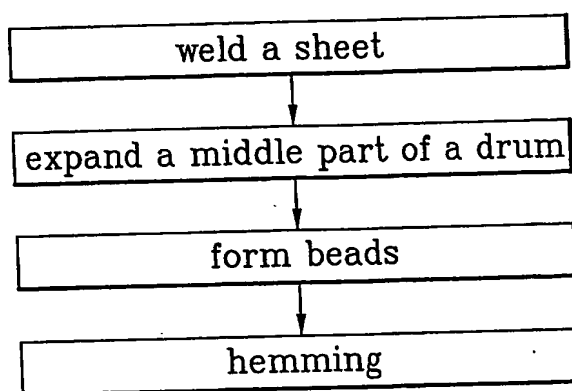 weld a sheet
expand a middle part of a drum
form beads
hemming